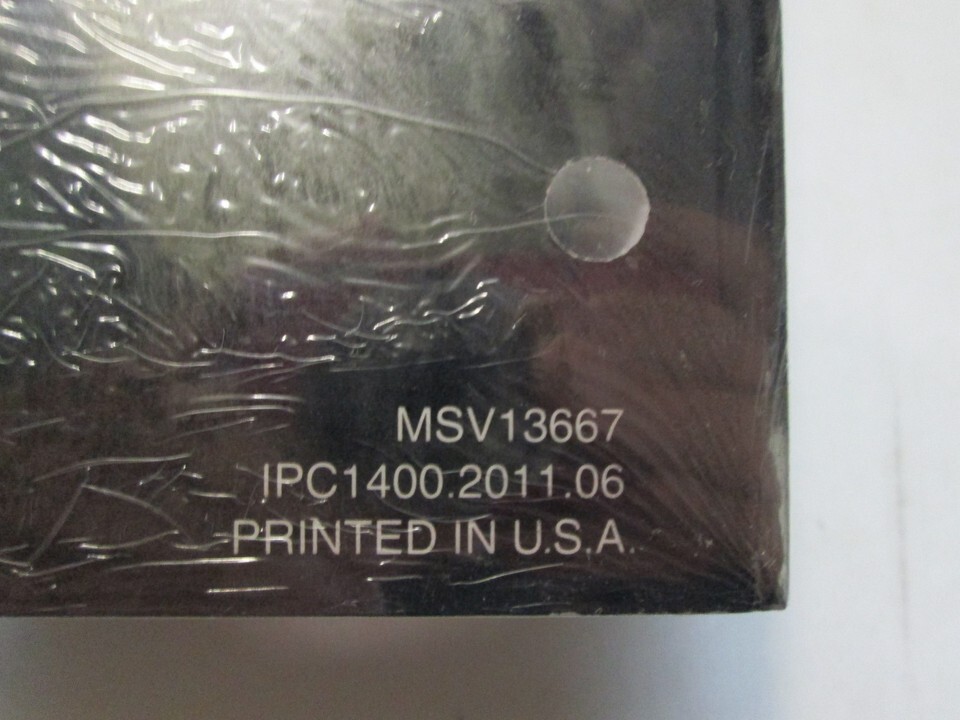 MSV13667
IPC1400.2011.06
PRINTED IN U.S.A.